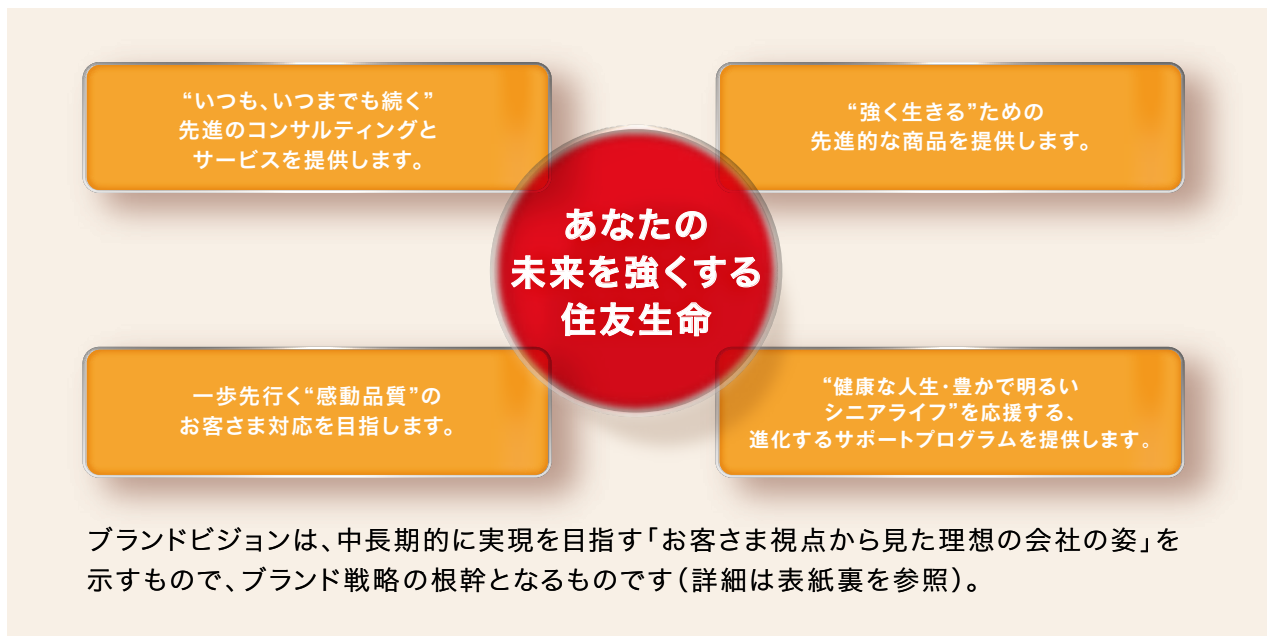 “いつも、いつまでも続く”
先進のコンサルティングと
サービスを提供します。
“強く生きる”ための
先進的な商品を提供します。
あなたの
未来を強くする
住友生命
一歩先行く“感動品質”の
お客さま対応を目指します。
“健康な人生・豊かで明るい
シニアライフ”を応援する、
進化するサポートプログラムを提供します。
ブランドビジョンは、中長期的に実現を目指す「お客さま視点から見た理想の会社の姿」を
示すもので、ブランド戦略の根幹となるものです（詳細は表紙裏を参照）。